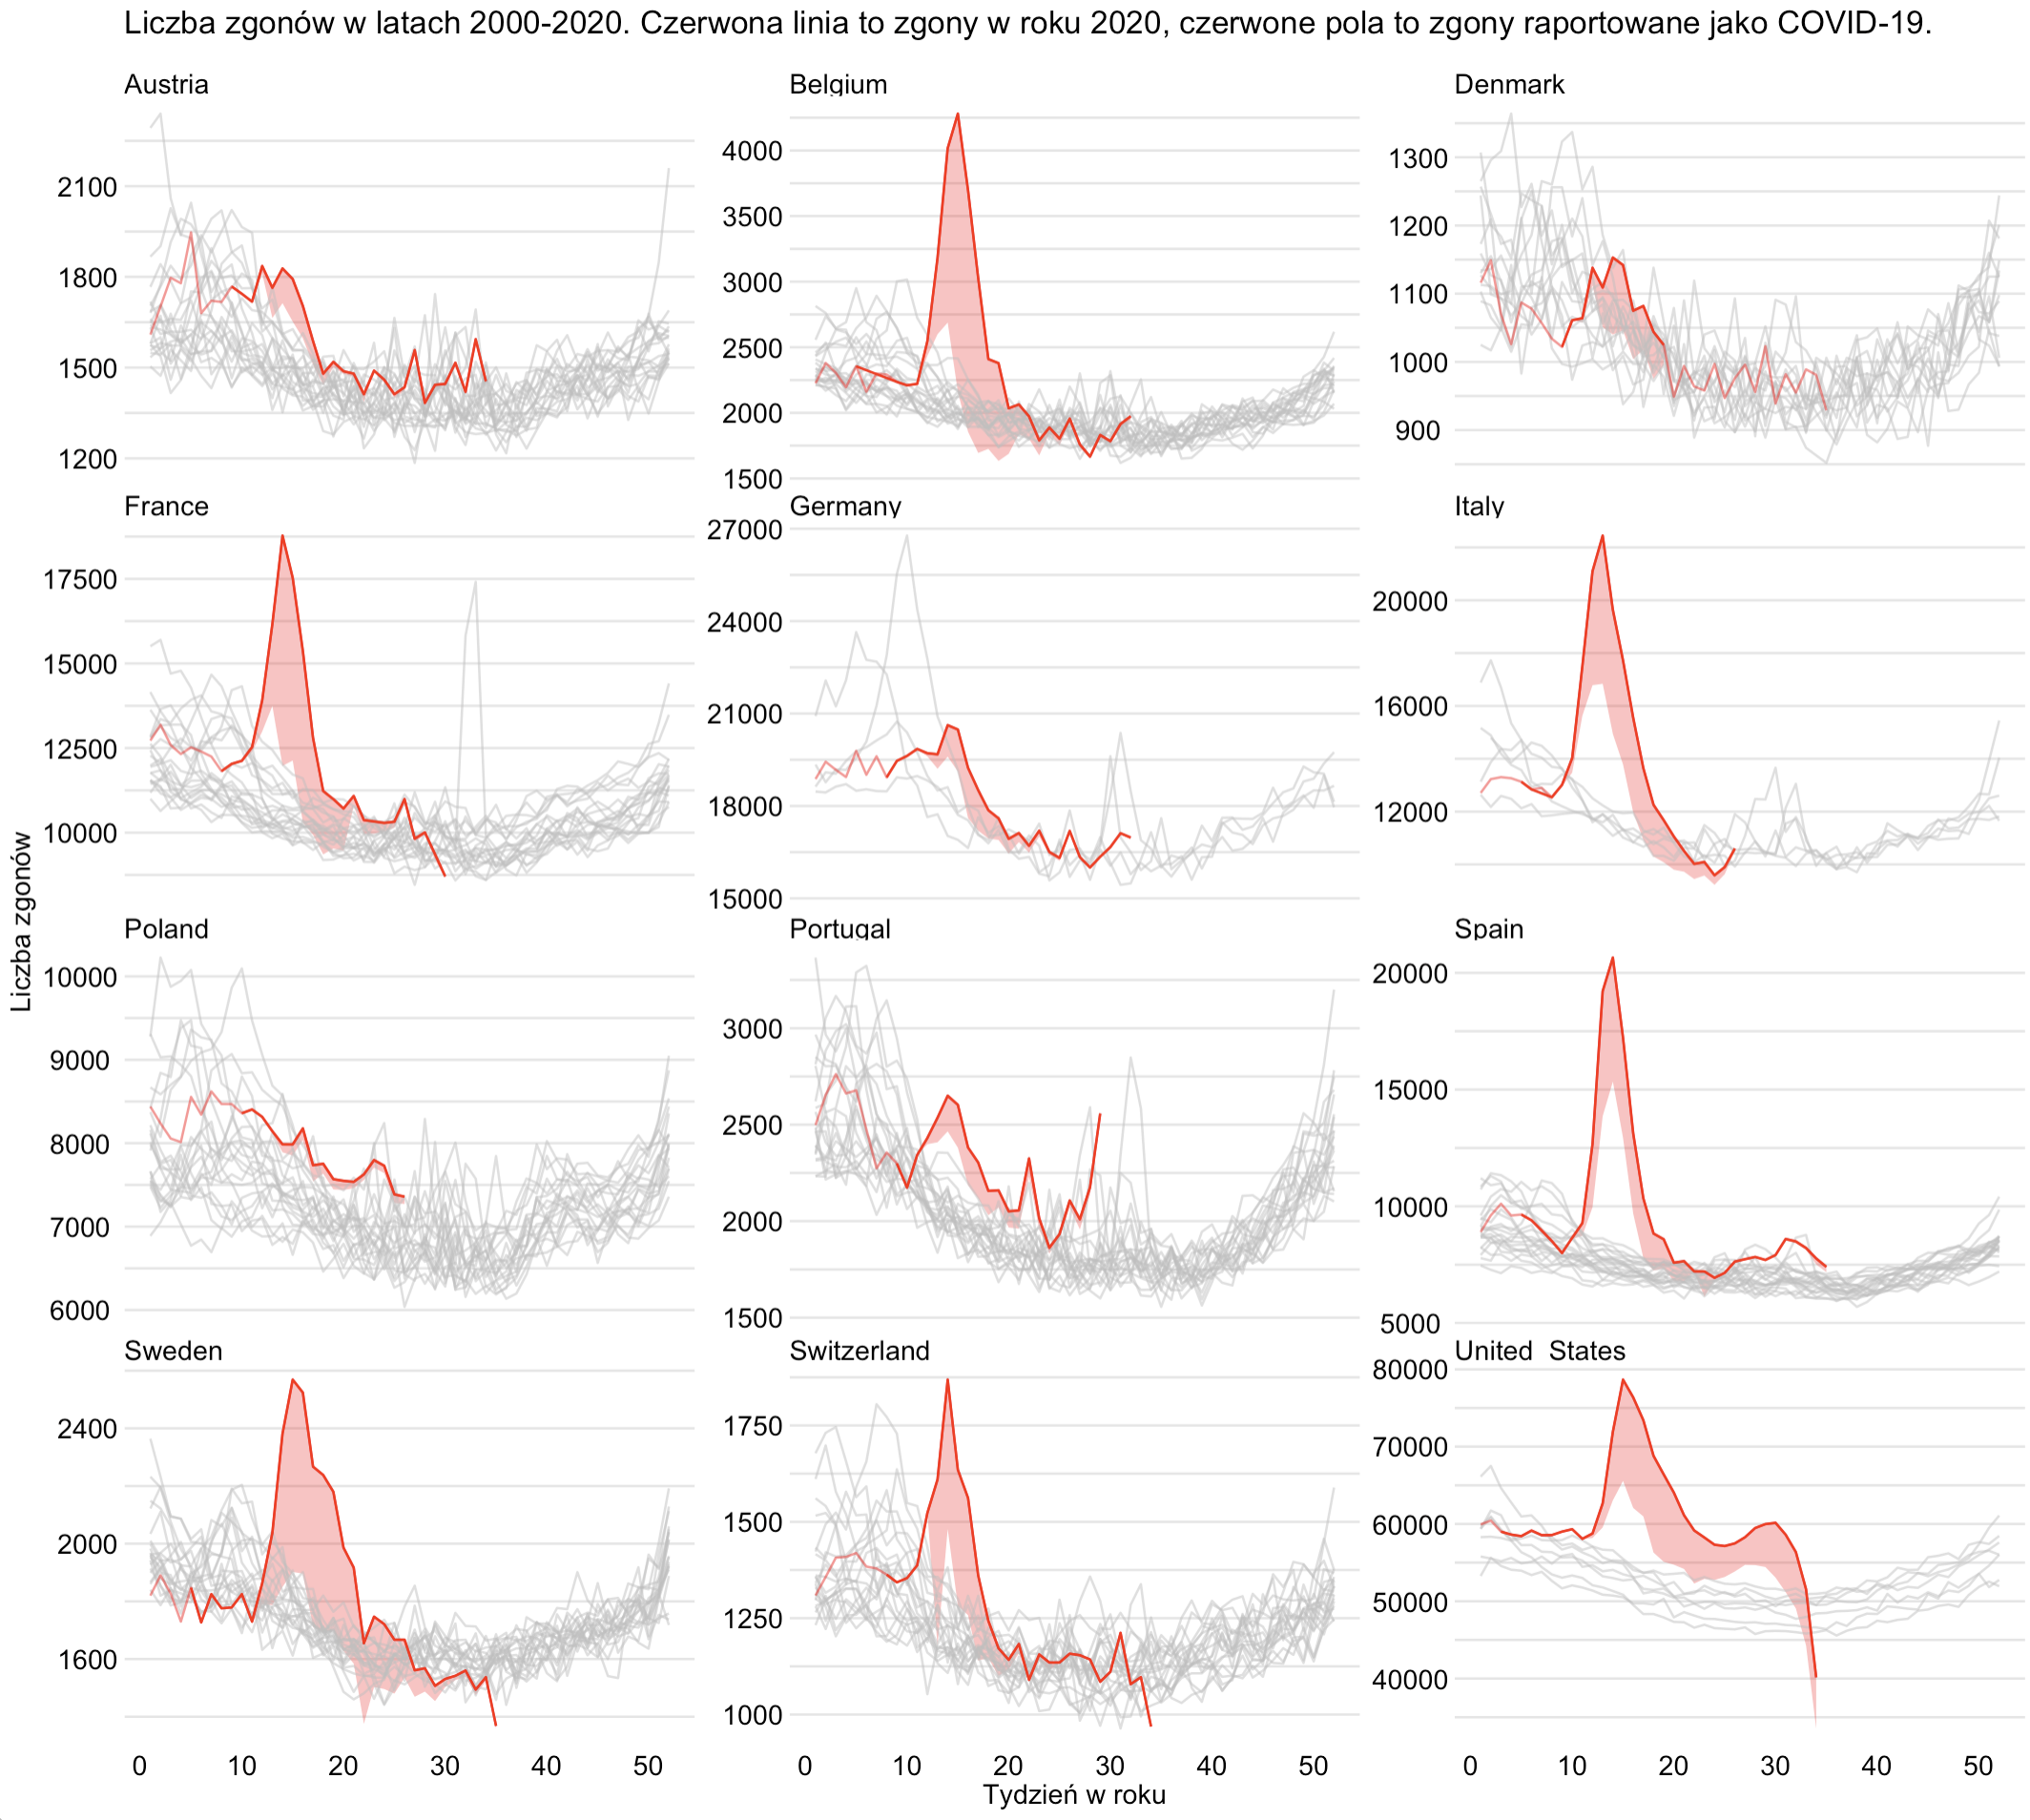 Liczba zgonów w latach 2000-2020. Czerwona linia to zgony w roku 2020, czerwone pola to zgony raportowane jako COVID-19.
Austria
2100
1800
1500
1200
Belgium
4000
3500
3000
2500
2000
1500
Denmark
1300
1200
1100
1000
900
France
17500
15000
12500
10000
Germany
27000
24000
21000
18000
15000
Italy
20000
16000
12000
Liczba zgonów
Poland
10000
9000
8000
7000
6000
Portugal
3000
2500
2000
1500
Spain
20000
15000
10000
5000
Sweden
2400
2000
1600
Switzerland
1750
1500
1250
1000
United States
80000
70000
60000
50000
40000
0 10 20 30 40 50
0 10 20 30 40 50
0 10 20 30 40 50
Tydzień w roku